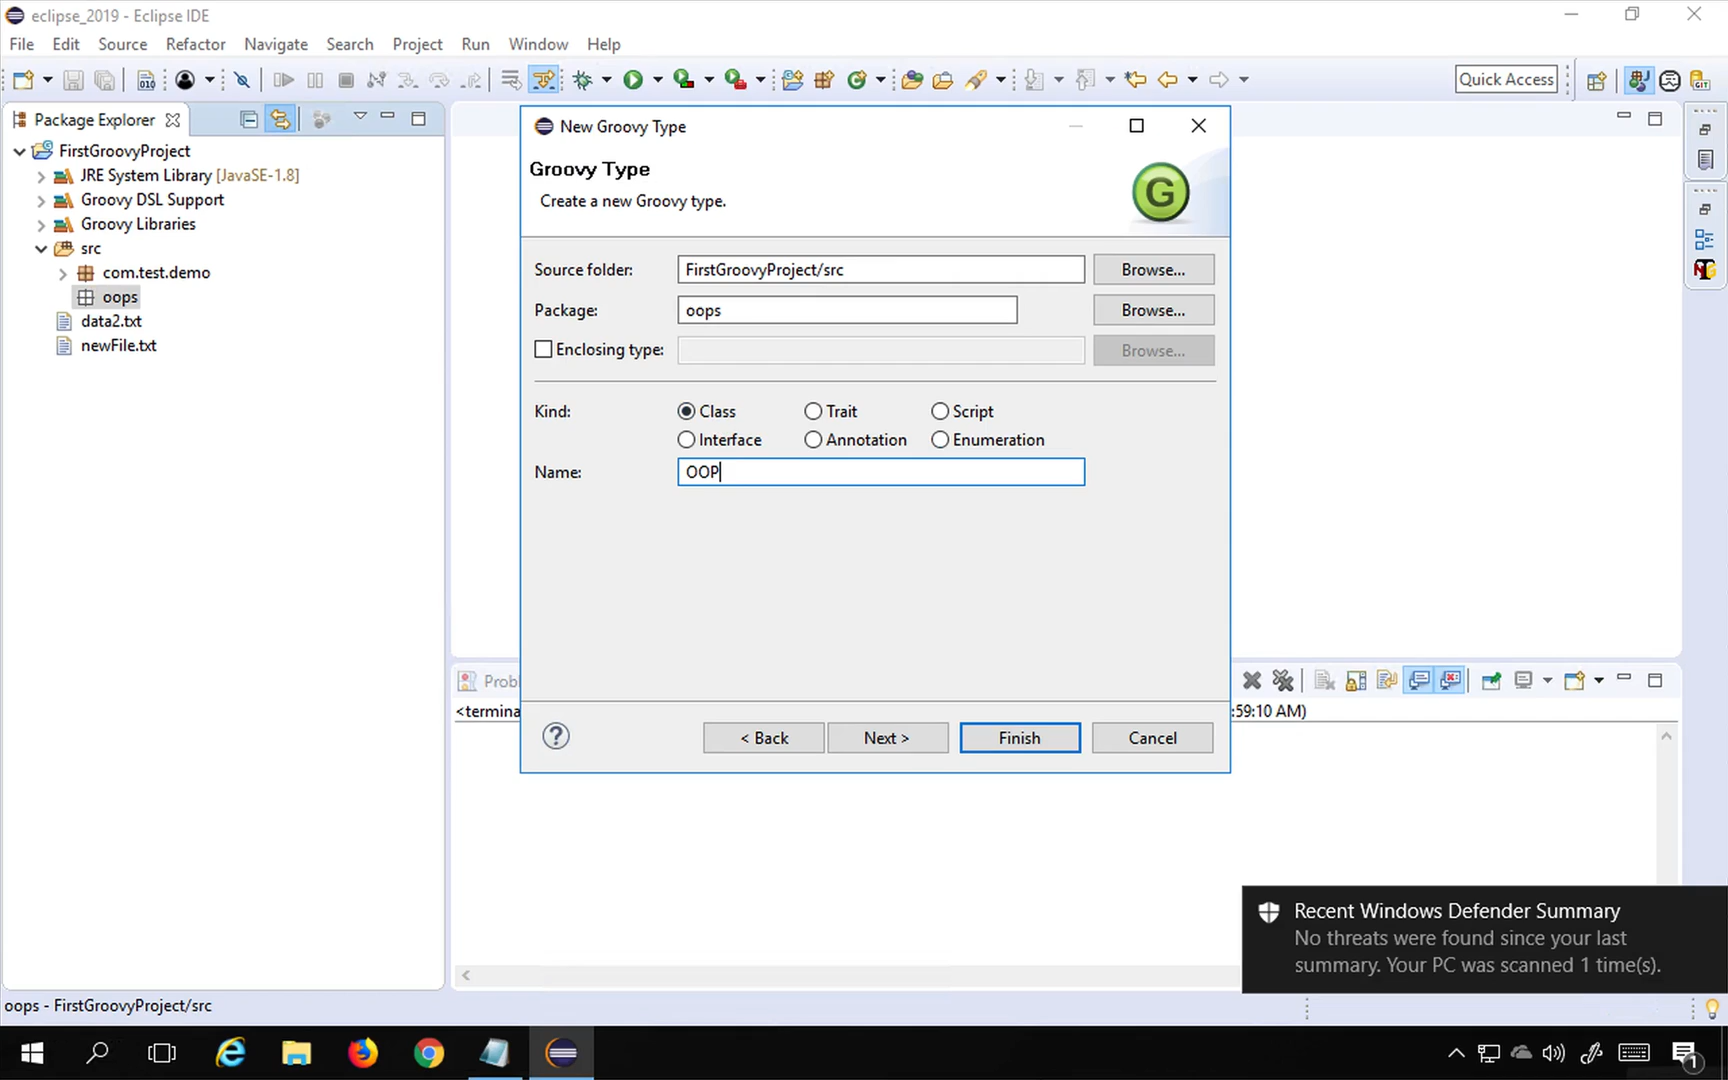 eclipse_2019 - Eclipse IDE
File Edit Source Refactor Navigate Search Project Run Window Help
Quick Access
Package Explorer
FirstGroovyProject
JRE System Library [JavaSE-1.8]
Groovy DSL Support
Groovy Libraries
src
com.test.demo
oops
data2.txt
newFile.txt
New Groovy Type
Groovy Type
Create a new Groovy type.
G
Source folder: FirstGroovyProject/src Browse...
Package: oops Browse...
Enclosing type: Browse...
Kind: Class Trait Script
Interface Annotation Enumeration
Name: OOP
< Back Next > Finish Cancel
Prob
<termina
:59:10 AM)
Recent Windows Defender Summary
No threats were found since your last
summary. Your PC was scanned 1 time(s).
oops - FirstGroovyProject/src
1